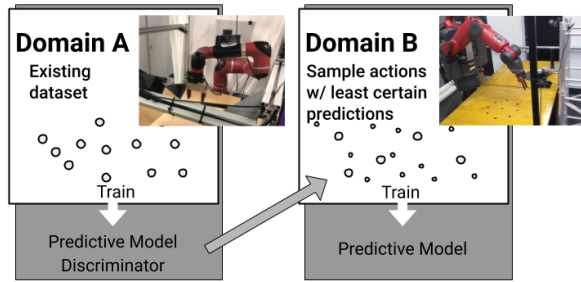 Domain A
Existing
dataset
*
Train
Predictive Model
Discriminator
Domain B
Sample actions
w/ least certain
predictions
Train
Predictive Model